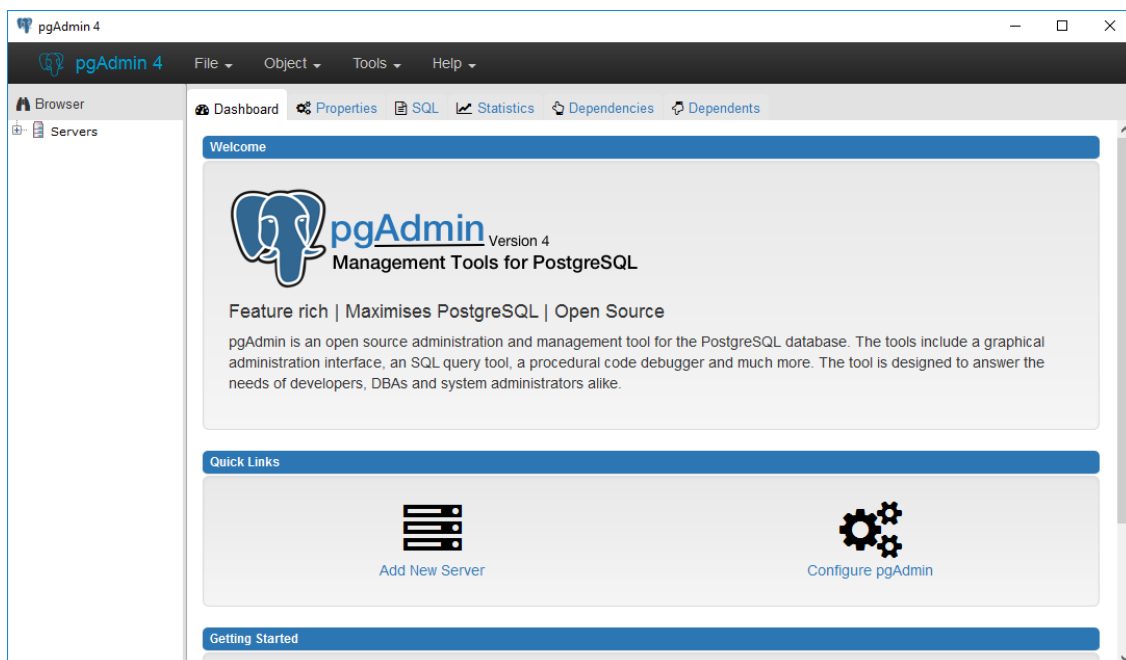 pgAdmin 4
pgAdmin 4 File Object Tools Help
Browser
Servers
Dashboard Properties SQL Statistics Dependencies Dependents
Welcome
pgAdmin Version 4
Management Tools for PostgreSQL
Feature rich | Maximises PostgreSQL | Open Source
pgAdmin is an open source administration and management tool for the PostgreSQL database. The tools include a graphical
administration interface, an SQL query tool, a procedural code debugger and much more. The tool is designed to answer the
needs of developers, DBAs and system administrators alike.
Quick Links
Add New Server Configure pgAdmin
Getting Started